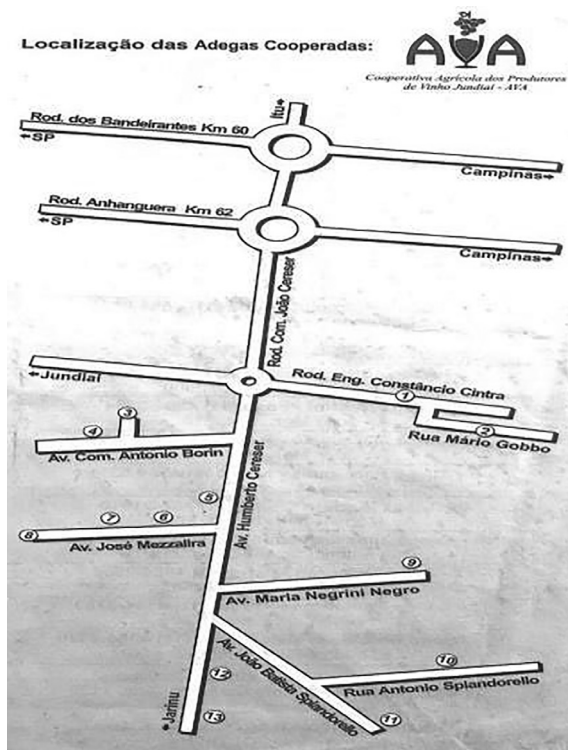 Localização das Adegas Cooperadas:
AVA
Cooperativa Agrícola dos Produtores
de Vinho Jundiaí - AVA
Itu→
Rod. dos Bandeirantes Km 60
←SP
Campinas→
Rod. Anhanguera Km 62
←SP
Campinas→
Rod. Com. João Cereser
←Jundiaí
Rod. Eng. Constâncio Cintra
1
2
Rua Mário Gobbo
3
4
Av. Com. Antonio Borin
Av. Humberto Cereser
5
6
7
8
Av. José Mezzalira
9
Av. Maria Negrini Negro
Av. João Batista Spiandorello
10
Rua Antonio Spiandorello
11
12
13
←Jarinu